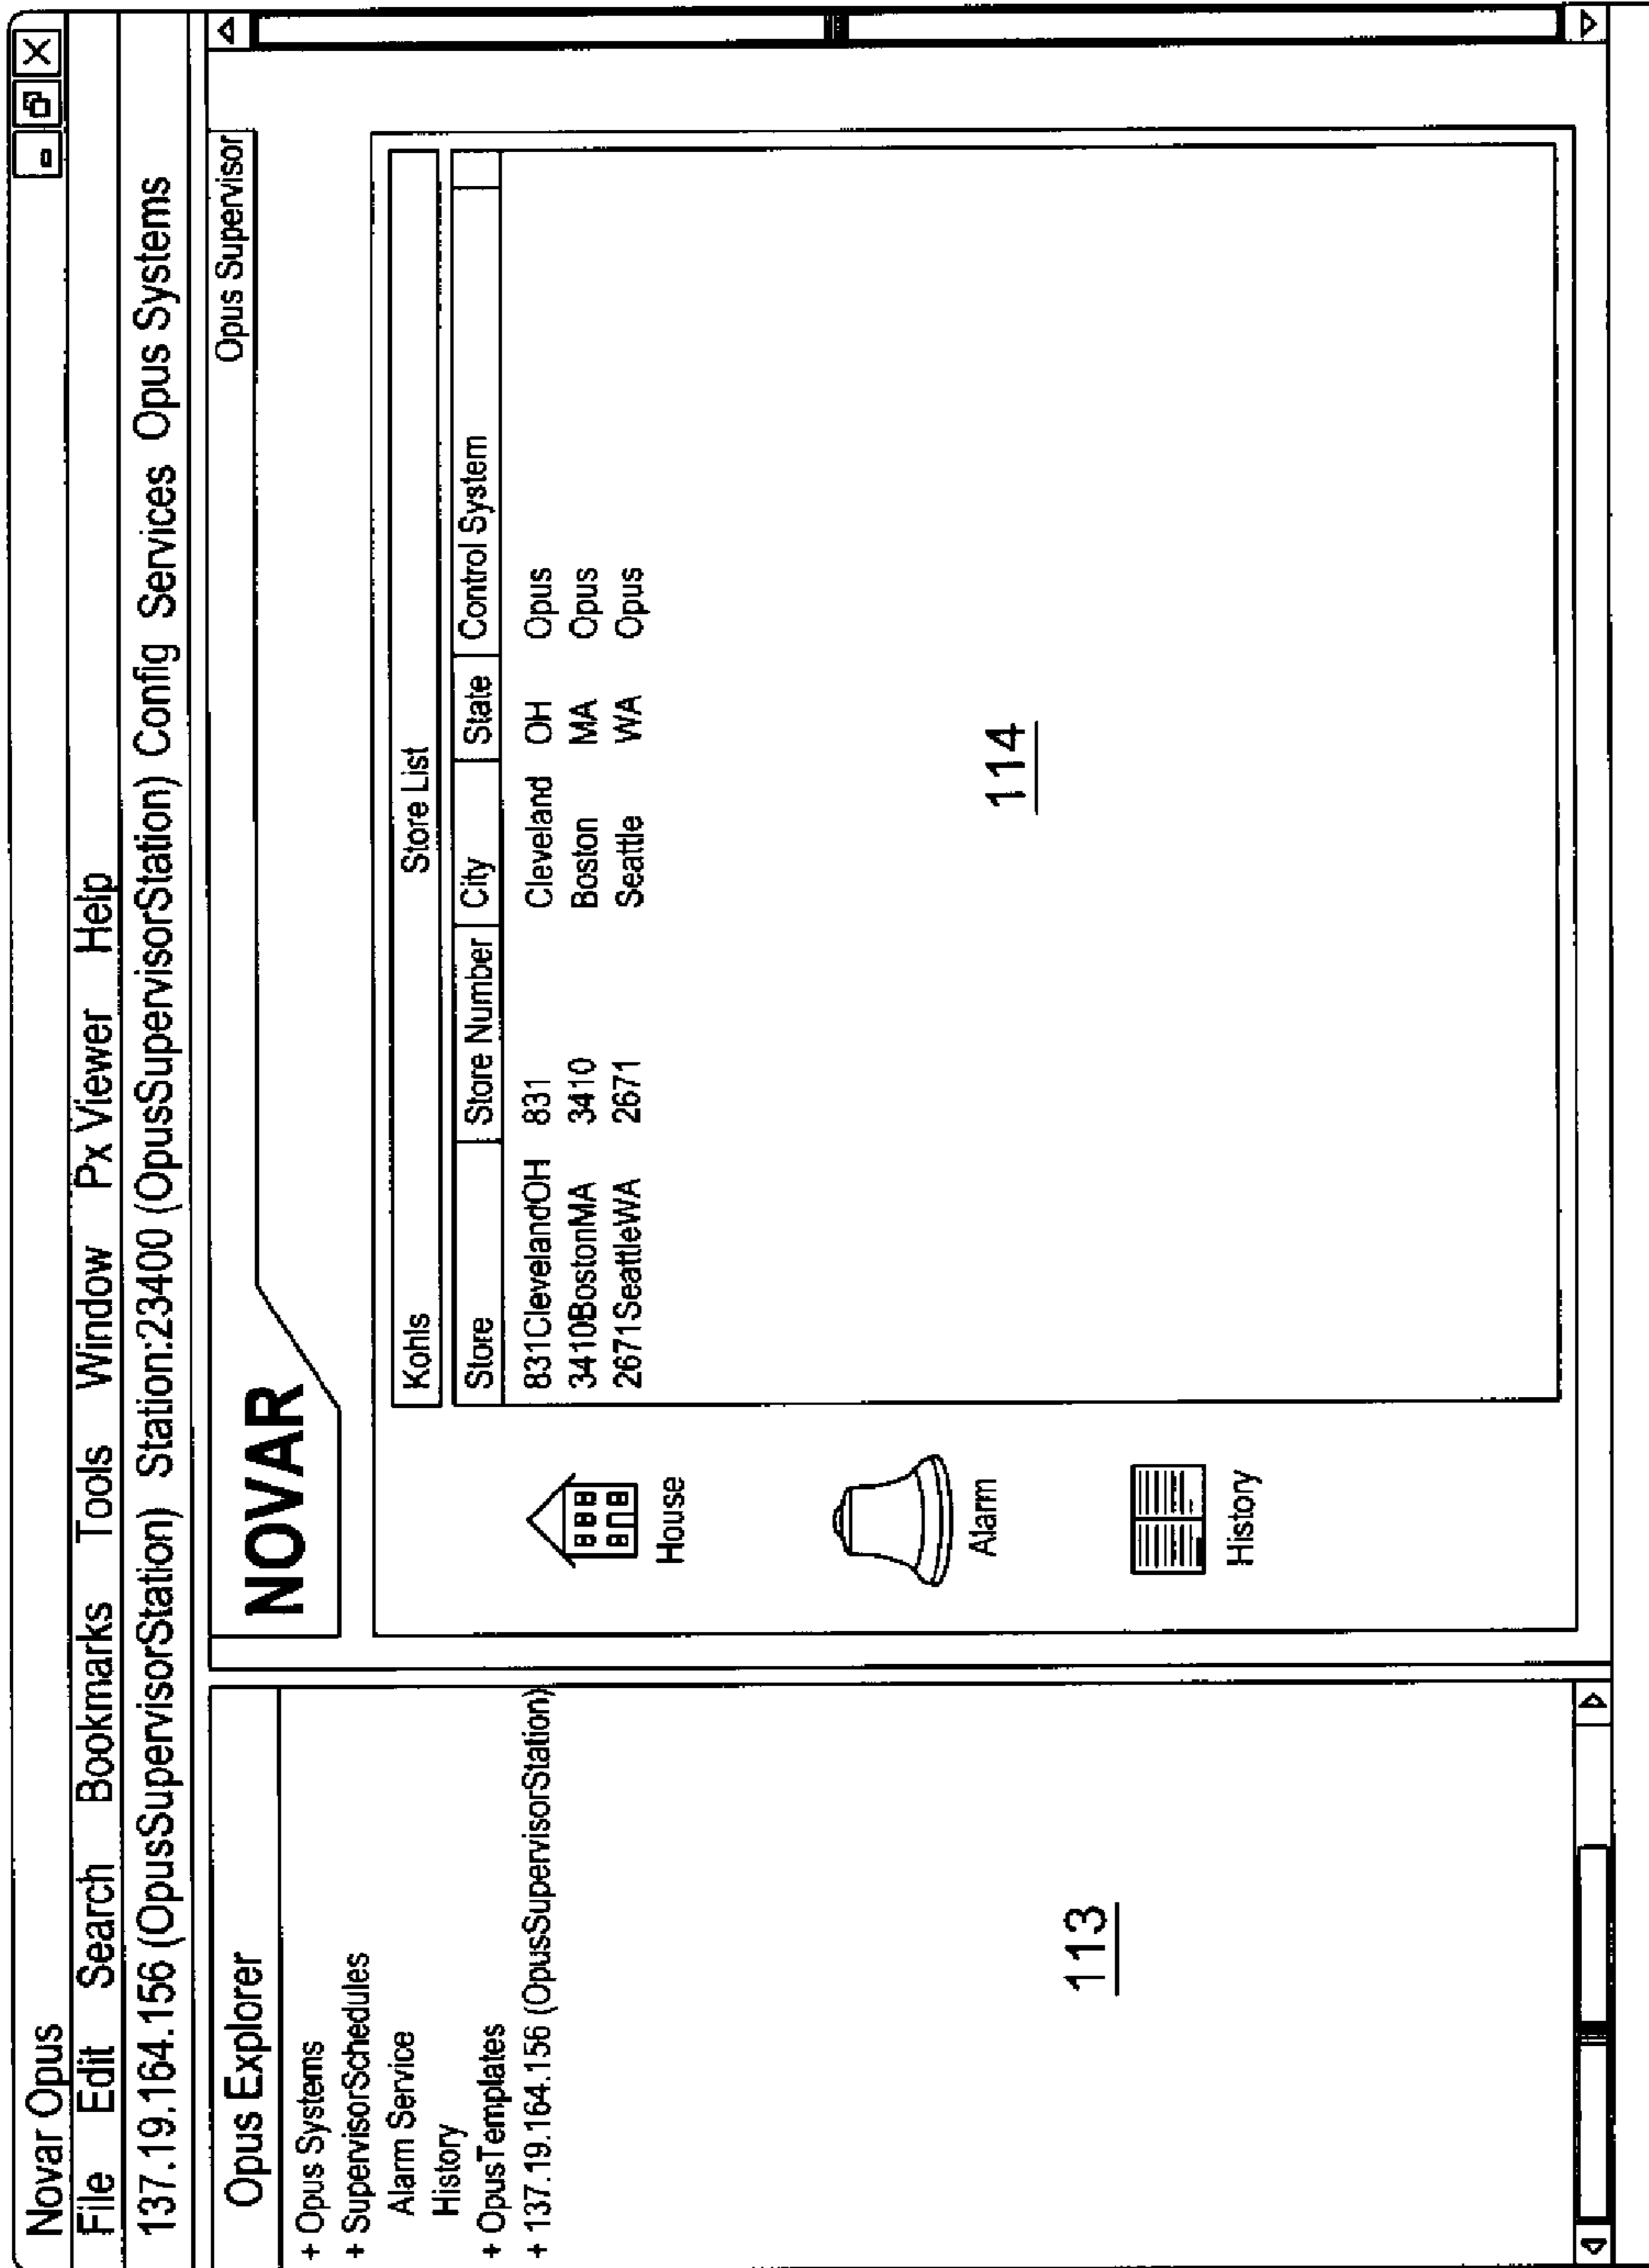 Novar Opus
File Edit Search Bookmarks Tools Window Px Viewer Help
137.19.164.156 (OpusSupervisorStation) Station:23400 (OpusSupervisorStation) Config Services Opus Systems
Opus Explorer
+ Opus Systems
+ SupervisorSchedules
Alarm Service
History
+ OpusTemplates
+ 137.19.164.156 (OpusSupervisorStation)
113
NOVAR
Opus Supervisor
House
Alarm
History
Kohls Store List
Store Store Number City State Control System
831ClevelandOH 831 Cleveland OH Opus
3410BostonMA 3410 Boston MA Opus
2671SeattleWA 2671 Seattle WA Opus
114